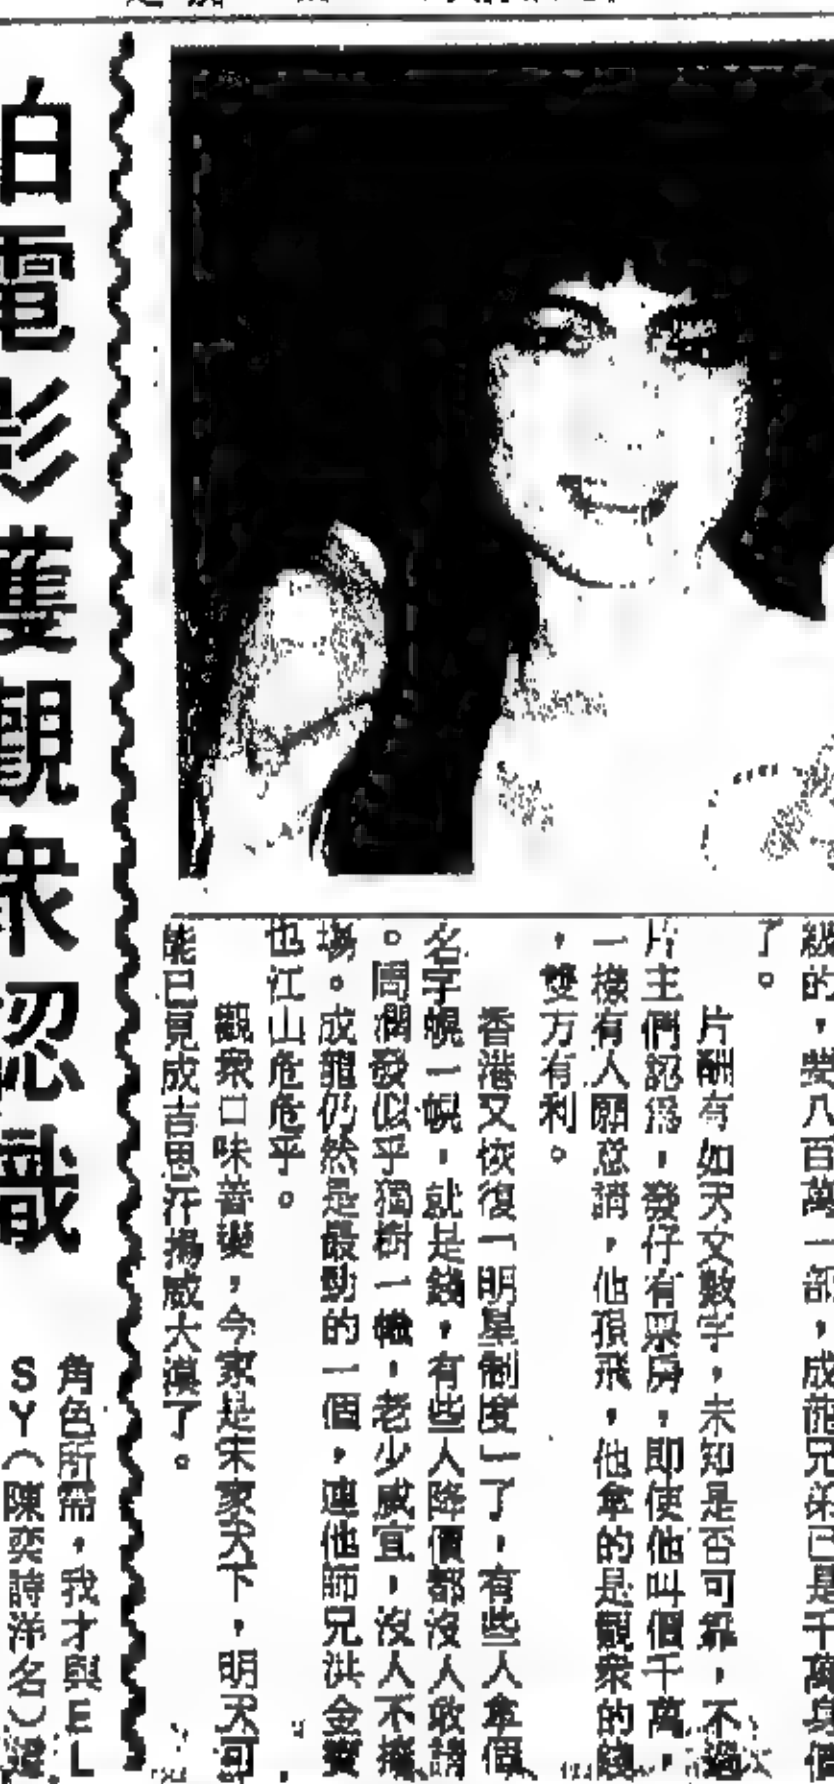 級的，要八百萬一部，成龍兄弟已是千萬身價
了。
片酬有如天文數字，未知是否可靠，不過
片主們認爲，發仔有票房，即使他叫個千萬，
一樣有人願意請，他狽飛，他拿的是觀衆的錢
，雙方有利。
香港又恢復「明星制度」了，有些人拿個
名字幌一幌，就是錢，有些人降價都沒人敢請
。周潤發似乎獨樹一幟，老少咸宜，沒人不擁
場。成龍仍然是最勁的一個，連他師兄洪金寶
也江山危危乎。
觀衆口味善變，今家是宋家天下，明天可
能已見成吉思汗揚威大漠了。
拍電影獲觀衆認識
角色所需，我才與EL
SY（陳奕詩洋名）